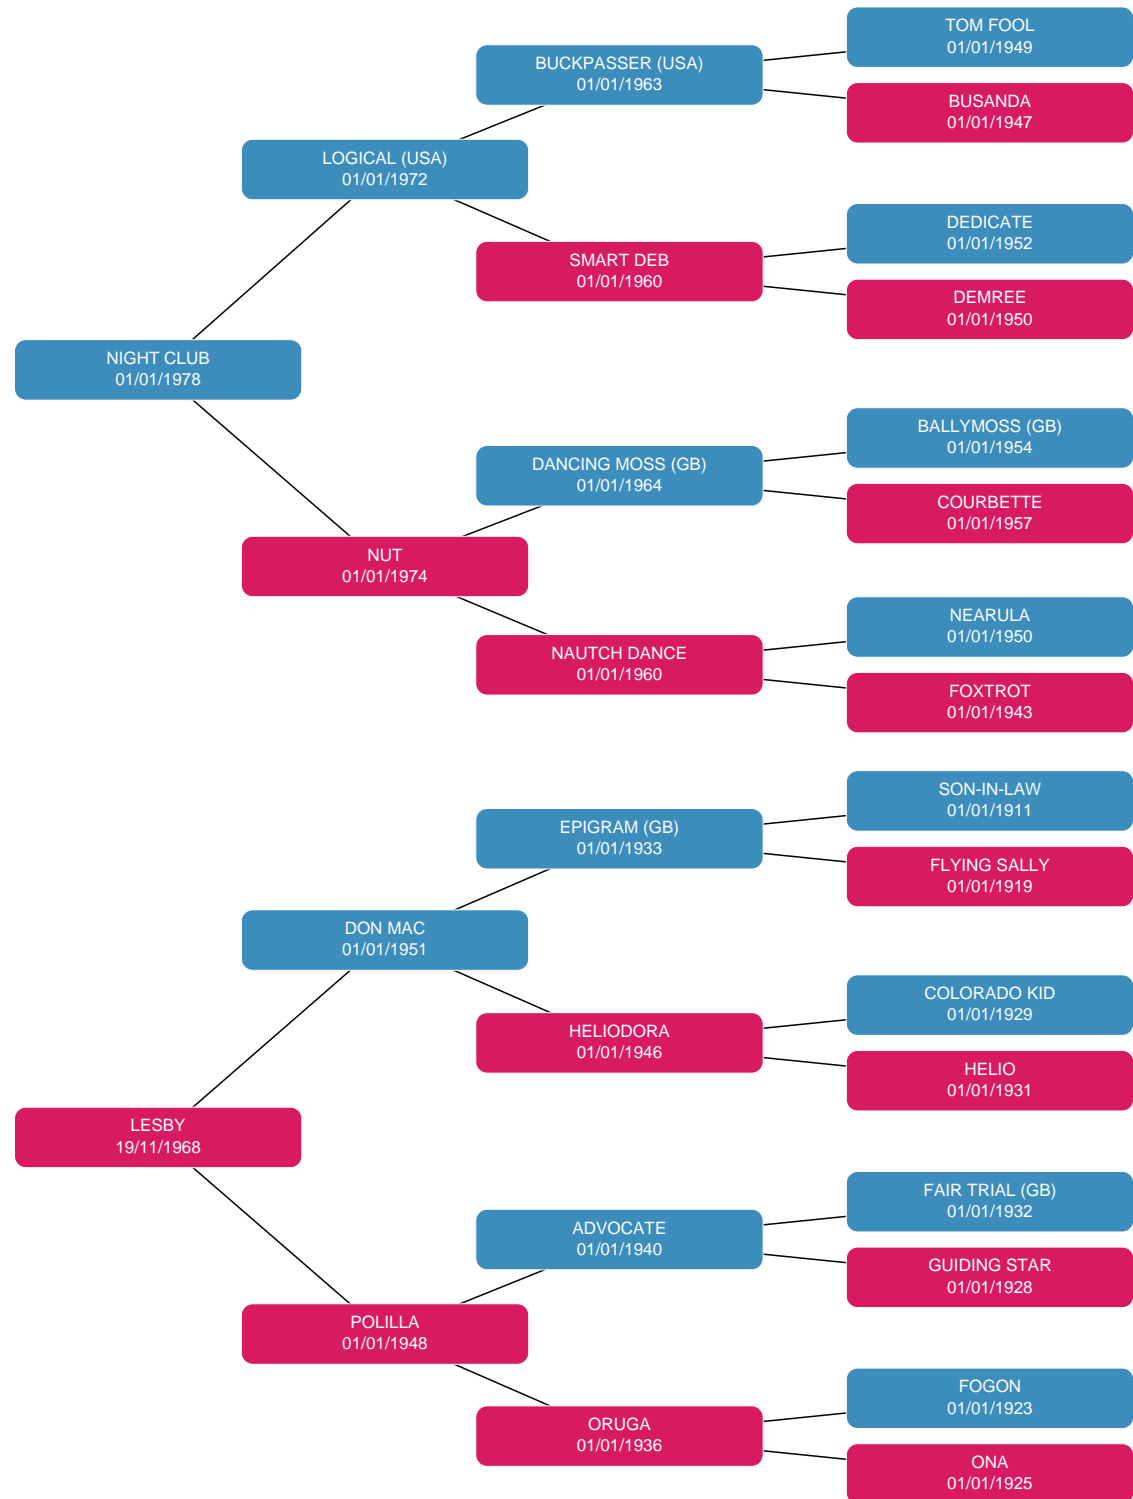 TOM FOOL
01/01/1949
BUCKPASSER (USA)
01/01/1963
BUSANDA
01/01/1947
LOGICAL (USA)
01/01/1972
DEDICATE
01/01/1952
SMART DEB
01/01/1960
DEMREE
01/01/1950
NIGHT CLUB
01/01/1978
BALLYMOSS (GB)
01/01/1954
DANCING MOSS (GB)
01/01/1964
COURBETTE
01/01/1957
NUT
01/01/1974
NEARULA
01/01/1950
NAUTCH DANCE
01/01/1960
FOXTROT
01/01/1943
SON-IN-LAW
01/01/1911
EPIGRAM (GB)
01/01/1933
FLYING SALLY
01/01/1919
DON MAC
01/01/1951
COLORADO KID
01/01/1929
HELIODORA
01/01/1946
HELIO
01/01/1931
LESBY
19/11/1968
FAIR TRIAL (GB)
01/01/1932
ADVOCATE
01/01/1940
GUIDING STAR
01/01/1928
POLILLA
01/01/1948
FOGON
01/01/1923
ORUGA
01/01/1936
ONA
01/01/1925